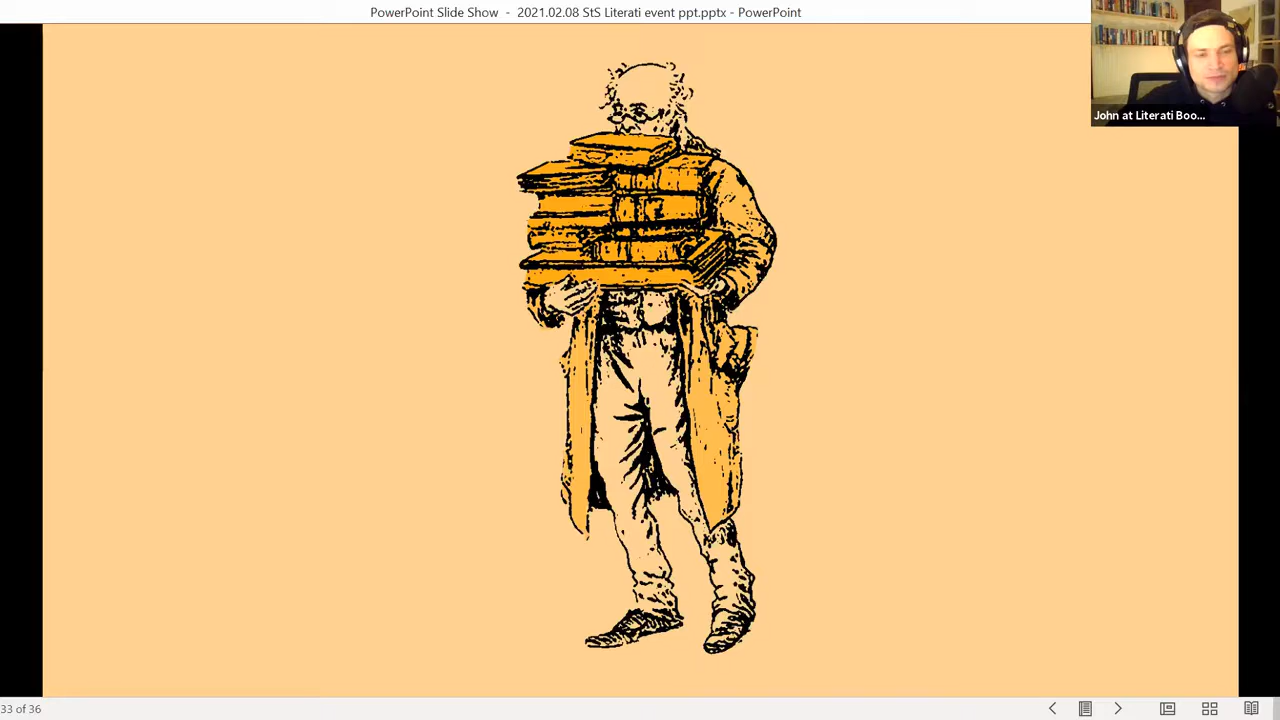 PowerPoint Slide Show - 2021.02.08 StS Literati event ppt.pptx - PowerPoint
John at Literati Boo...
33 of 36